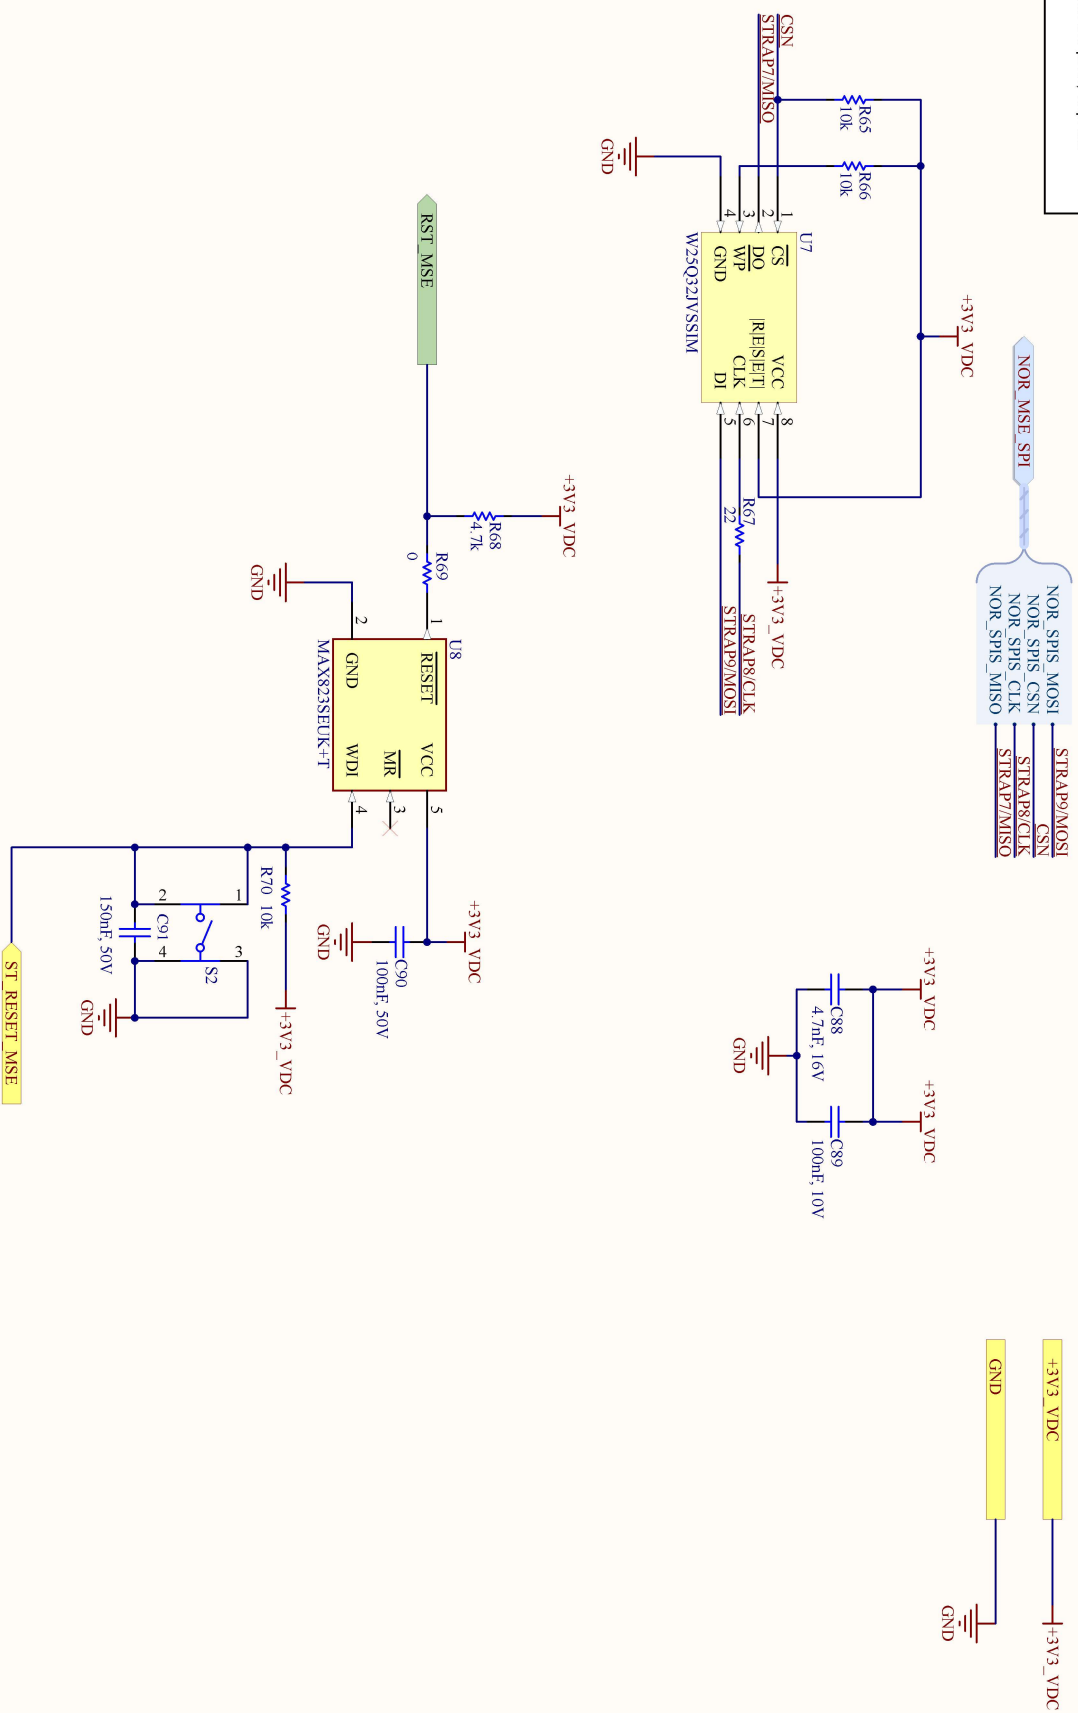 NOR_MSE_SPI
NOR_SPIS_MOSI
NOR_SPIS_CSN
NOR_SPIS_CLK
NOR_SPIS_MISO
STRAP9/MOSI
CSN
STRAP8/CLK
STRAP7/MISO
+3V3_VDC
+3V3_VDC
GND
GND
+3V3_VDC
R65
10k
R66
10k
CSN
STRAP7/MISO
GND
U7
1
2
3
4
CS
DO
WP
GND
VCC
|R|E|S|E|T|
CLK
DI
8
7
6
5
W25Q32JVSSIM
R67
22
+3V3_VDC
STRAP8/CLK
STRAP9/MOSI
+3V3_VDC
+3V3_VDC
C88
4.7nF, 16V
C89
100nF, 10V
GND
RST_MSE
+3V3_VDC
R68
4.7k
R69
0
GND
U8
1
2
RESET
GND
VCC
MR
WDI
5
3
4
MAX823SEUK+T
+3V3_VDC
C90
100nF, 50V
GND
R70 10k
+3V3_VDC
1
2
3
4
S2
C91
150nF, 50V
GND
ST_RESET_MSE